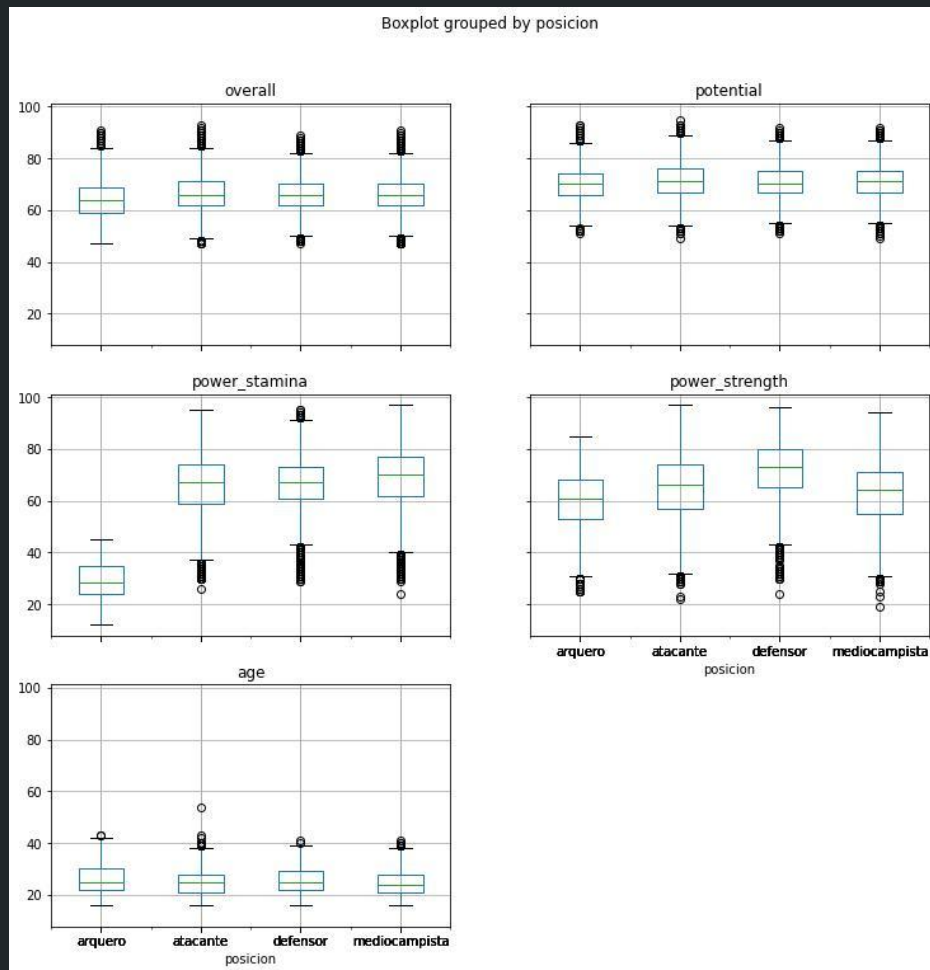 Boxplot grouped by posicion
overall
100
80
60
40
20
potential
power_stamina
100
80
60
40
20
power_strength
arquero atacante defensor mediocampista
posicion
age
100
80
60
40
20
arquero atacante defensor mediocampista
posicion